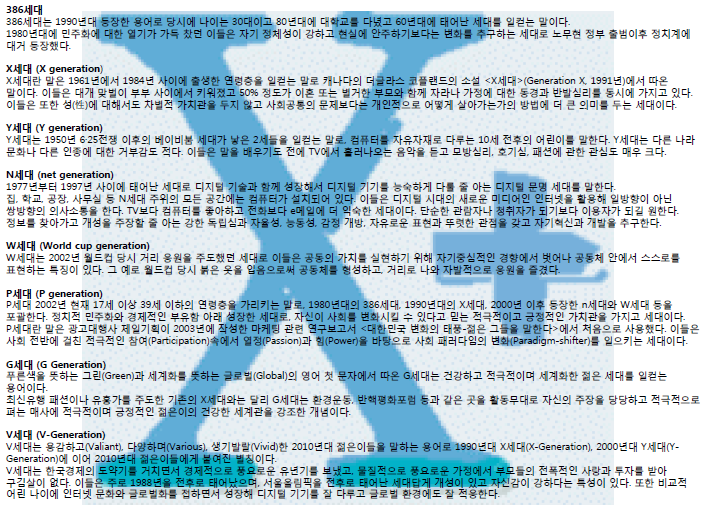 386세대
386세대는 1990년대 등장한 용어로 당시에 나이는 30대이고 80년대에 대학교를 다녔고 60년대에 태어난 세대를 일컫는 말이다.
1980년대에 민주화에 대한 열기가 가득 찼던 이들은 자기 정체성이 강하고 현실에 안주하기보다는 변화를 추구하는 세대로 노무현 정부 출범이후 정치계에
대거 등장했다.
X세대 (X generation)
X세대란 말은 1961년에서 1984년 사이에 출생한 연령층을 일컫는 말로 캐나다의 더글라스 코플랜드의 소설 <X세대>(Generation X, 1991년)에서 따온
말이다. 이들은 대개 맞벌이 부부 사이에서 키워졌고 50% 정도가 이혼 또는 별거한 부모와 함께 자라나 가정에 대한 동경과 반발심리를 동시에 가지고 있다.
이들은 또한 성(性)에 대해서도 차별적 가치관을 두지 않고 사회공통의 문제보다는 개인적으로 어떻게 살아가는가의 방법에 더 큰 의미를 두는 세대이다.
Y세대 (Y generation)
Y세대는 1950년 6·25전쟁 이후의 베이비붐 세대가 낳은 2세들을 일컫는 말로, 컴퓨터를 자유자재로 다루는 10세 전후의 어린이를 말한다. Y세대는 다른 나라
문화나 다른 인종에 대한 거부감도 적다. 이들은 말을 배우기도 전에 TV에서 흘러나오는 음악을 듣고 모방심리, 호기심, 패션에 관한 관심도 매우 크다.
N세대 (net generation)
1977년부터 1997년 사이에 태어난 세대로 디지털 기술과 함께 성장해서 디지털 기기를 능숙하게 다룰 줄 아는 디지털 문명 세대를 말한다.
집, 학교, 공장, 사무실 등 N세대 주위의 모든 공간에는 컴퓨터가 설치되어 있다. 이들은 디지털 시대의 새로운 미디어인 인터넷을 활용해 일방향이 아닌
쌍방향의 의사소통을 한다. TV보다 컴퓨터를 좋아하고 전화보다 e메일에 더 익숙한 세대이다. 단순한 관람자나 청취자가 되기보다 이용자가 되길 원한다.
정보를 찾아가고 개성을 주장할 줄 아는 강한 독립심과 자율성, 능동성, 감정 개방, 자유로운 표현과 뚜렷한 관점을 갖고 자기혁신과 개발을 추구한다.
W세대 (World cup generation)
W세대는 2002년 월드컵 당시 거리 응원을 주도했던 세대로 이들은 공동의 가치를 실현하기 위해 자기중심적인 경향에서 벗어나 공동체 안에서 스스로를
표현하는 특징이 있다. 그 예로 월드컵 당시 붉은 옷을 입음으로써 공동체를 형성하고, 거리로 나와 자발적으로 응원을 즐겼다.
P세대 (P generation)
P세대 2002년 현재 17세 이상 39세 이하의 연령층을 가리키는 말로, 1980년대의 386세대, 1990년대의 X세대, 2000년 이후 등장한 n세대와 W세대 등을
포괄한다. 정치적 민주화와 경제적인 부유함 아래 성장한 세대로, 자신이 사회를 변화시킬 수 있다고 믿는 적극적이고 긍정적인 가치관을 가지고 세대이다.
P세대란 말은 광고대행사 제일기획이 2003년에 작성한 마케팅 관련 연구보고서 <대한민국 변화의 태풍-젊은 그들을 말한다>에서 처음으로 사용했다. 이들은
사회 전반에 걸친 적극적인 참여(Participation)속에서 열정(Passion)과 힘(Power)을 바탕으로 사회 패러다임의 변화(Paradigm-shifter)를 일으키는 세대이다.
G세대 (G Generation)
푸른색을 뜻하는 그린(Green)과 세계화를 뜻하는 글로벌(Global)의 영어 첫 문자에서 따온 G세대는 건강하고 적극적이며 세계화한 젊은 세대를 일컫는
용어이다.
최신유행 패션이나 유흥가를 주도한 기존의 X세대와는 달리 G세대는 환경운동, 반핵평화포럼 등과 같은 곳을 활동무대로 자신의 주장을 당당하고 적극적으로
펴는 매사에 적극적이며 긍정적인 젊은이의 건강한 세계관을 강조한 개념이다.
V세대 (V-Generation)
V세대는 용감하고(Valiant), 다양하며(Various), 생기발랄(Vivid)한 2010년대 젊은이들을 말하는 용어로 1990년대 X세대(X-Generation), 2000년대 Y세대(Y-
Generation)에 이어 2010년대 젊은이들에게 붙여진 별칭이다.
V세대는 한국경제의 도약기를 거치면서 경제적으로 풍요로운 유년기를 보냈고, 물질적으로 풍요로운 가정에서 부모들의 전폭적인 사랑과 투자를 받아
구김살이 없다. 이들은 주로 1988년을 전후로 태어났으며, 서울올림픽을 전후로 태어난 세대답게 개성이 있고 자신감이 강하다는 특성이 있다. 또한 비교적
어린 나이에 인터넷 문화와 글로벌화를 접하면서 성장해 디지털 기기를 잘 다루고 글로벌 환경에도 잘 적응한다.